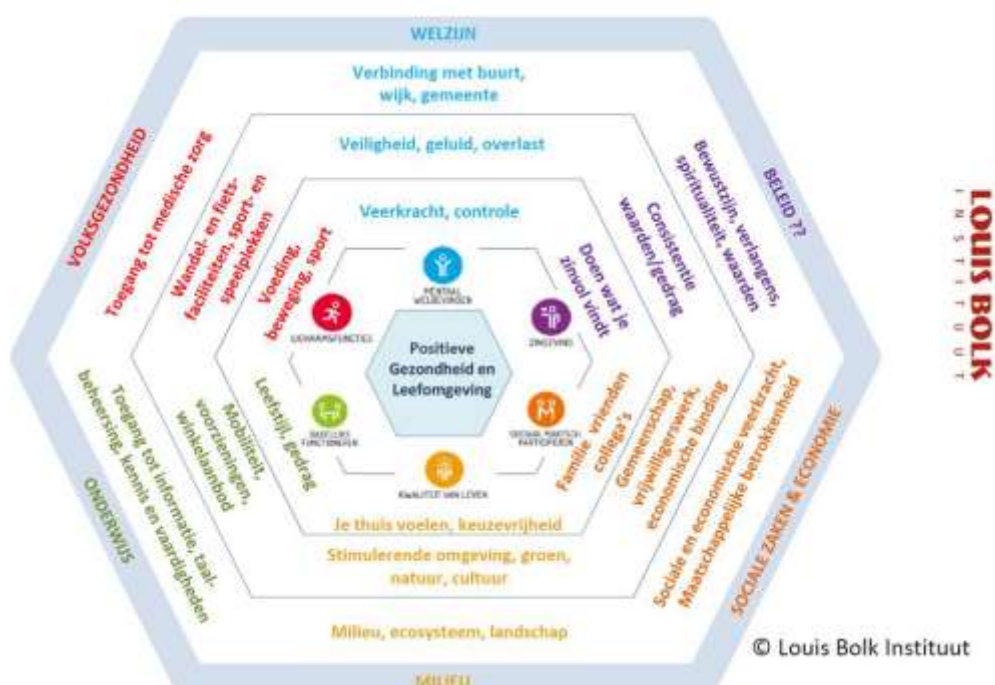 WELZIJN
Verbinding met buurt,
wijk, gemeente
Veiligheid, geluid, overlast
Veerkracht, controle
MENTAAL
WELBEVINDEN
BELEID ??
Bewustzijn, verlangens,
spiritualiteit, waarden
Consistentie
waarden/gedrag
Doen wat je
zinvol vindt
ZINGEVING
SOCIALE ZAKEN & ECONOMIE
Sociale en economische veerkracht,
Maatschappelijke betrokkenheid
Gemeenschap,
vrijwilligerswerk,
economische binding
Familie vrienden
collega's
SOCIAAL MAATSCH
PARTICIPEREN
KWALITEIT VAN LEVEN
Je thuis voelen, keuzevrijheid
Stimulerende omgeving, groen,
natuur, cultuur
Milieu, ecosysteem, landschap
MILIEU
ONDERWIJS
Toegang tot informatie, taal-
beheersing, kennis en vaardigheden
Mobiliteit,
voorzieningen,
winkelaanbod
Leefstijl, gedrag
DAGELIJKS
FUNCTIONEREN
VOLKSGEZONDHEID
Toegang tot medische zorg
Wandel- en fiets-
faciliteiten, sport- en
speelplekken
Voeding,
beweging, sport
LICHAAMSFUNCTIES
Positieve
Gezondheid en
Leefomgeving
LOUIS BOLK
INSTITUUT
© Louis Bolk Instituut